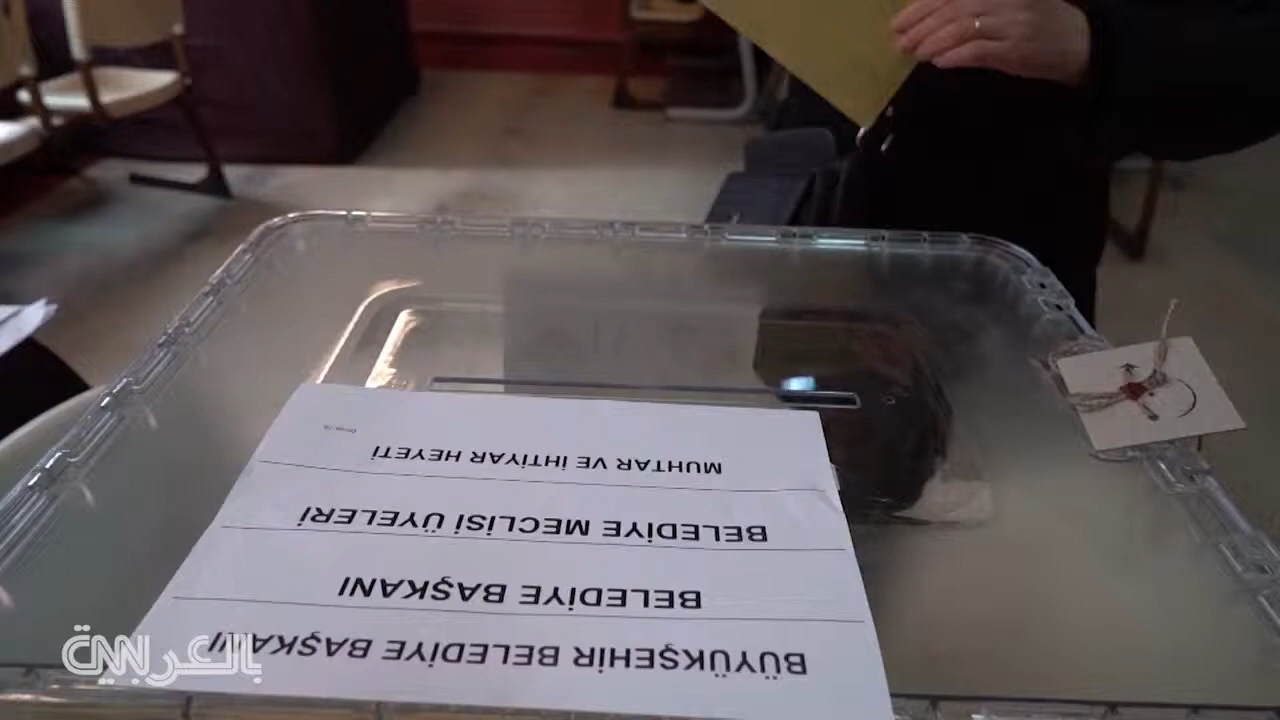 BÜYÜKŞEHİR BELEDİYE BAŞKANI
BELEDİYE BAŞKANI
BELEDİYE MECLİSİ ÜYELERİ
MUHTAR VE İHTİYAR HEYETİ
CNN بالعربية